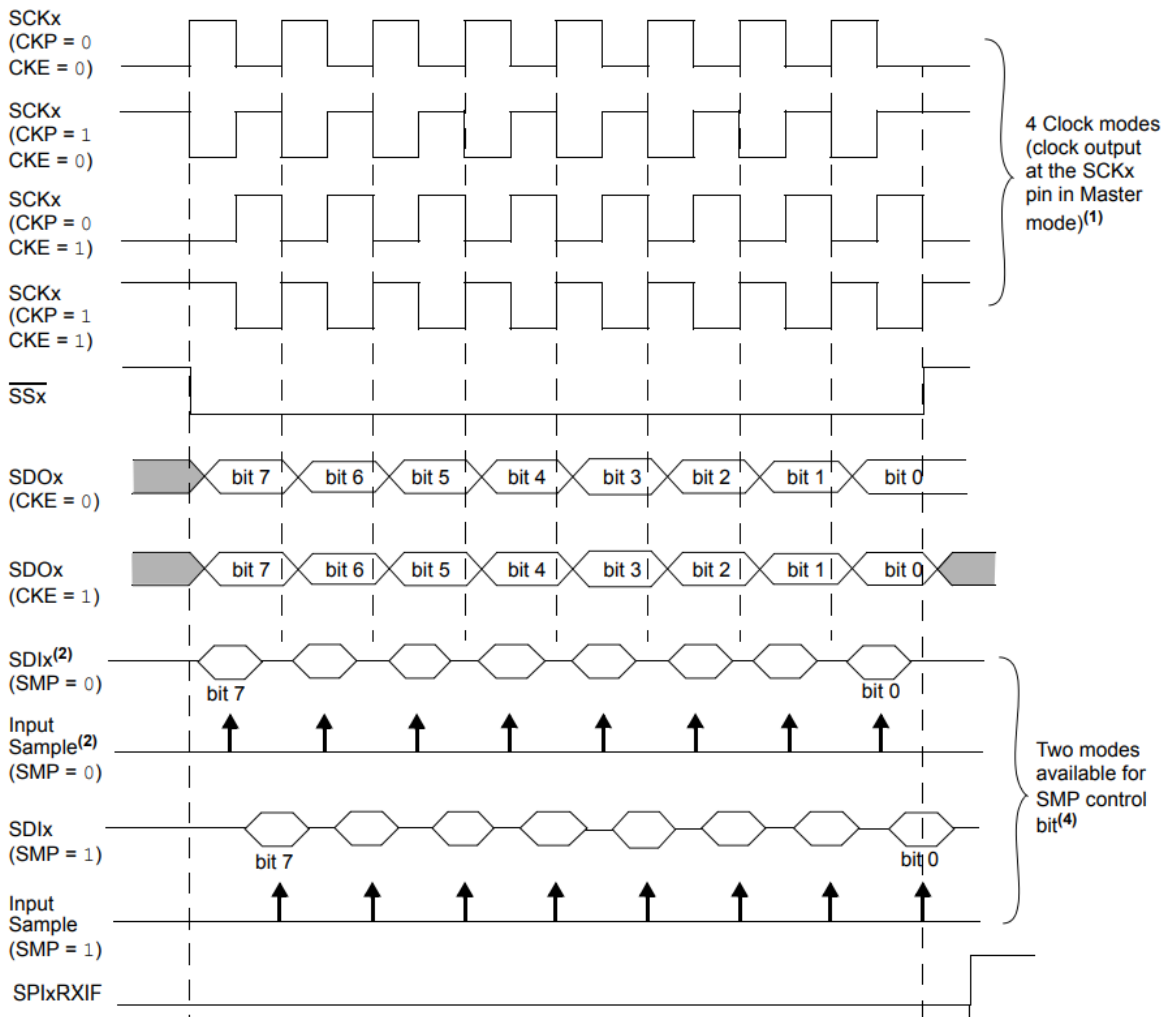 SCKx
(CKP = 0
CKE = 0)
SCKx
(CKP = 1
CKE = 0)
SCKx
(CKP = 0
CKE = 1)
SCKx
(CKP = 1
CKE = 1)
4 Clock modes
(clock output
at the SCKx
pin in Master
mode)(1)
SSx
SDOx
(CKE = 0)
bit 7 bit 6 bit 5 bit 4 bit 3 bit 2 bit 1 bit 0
SDOx
(CKE = 1)
bit 7 bit 6 bit 5 bit 4 bit 3 bit 2 bit 1 bit 0
SDIx(2)
(SMP = 0)
bit 7 bit 0
Input
Sample(2)
(SMP = 0)
SDIx
(SMP = 1)
bit 7 bit 0
Input
Sample
(SMP = 1)
Two modes
available for
SMP control
bit(4)
SPIxRXIF